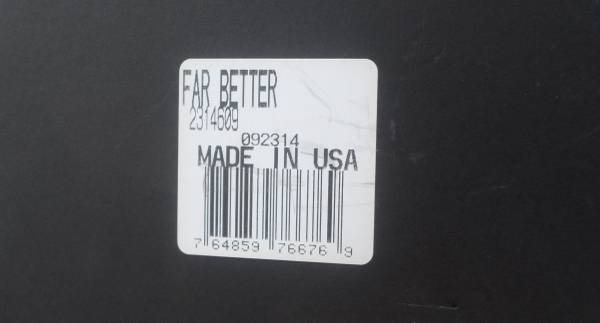 FAR BETTER
2314609
092314
MADE IN USA
7 64859 76676 9